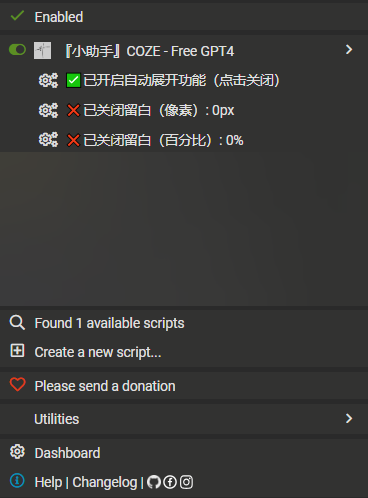 Enabled
『小助手』COZE - Free GPT4
✅ 已开启自动展开功能（点击关闭）
❌ 已关闭留白（像素）: 0px
❌ 已关闭留白（百分比）: 0%
Found 1 available scripts
Create a new script...
Please send a donation
Utilities
Dashboard
Help | Changelog |